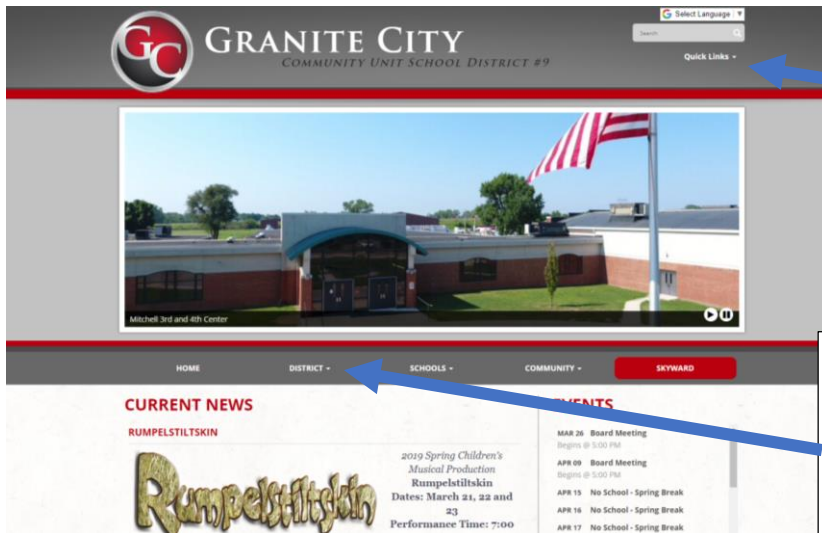 Select Language ▼
GC
GRANITE CITY
COMMUNITY UNIT SCHOOL DISTRICT #9
Search
Quick Links
Mitchell 3rd and 4th Center
HOME
DISTRICT
SCHOOLS
COMMUNITY
SKYWARD
CURRENT NEWS
RUMPELSTILTSKIN
Rumpelstiltskin
2019 Spring Children's
Musical Production
Rumpelstiltskin
Dates: March 21, 22 and
23
Performance Time: 7:00
EVENTS
MAR 26 Board Meeting
Begins @ 5:00 PM
APR 09 Board Meeting
Begins @ 5:00 PM
APR 15 No School - Spring Break
APR 16 No School - Spring Break
APR 17 No School - Spring Break